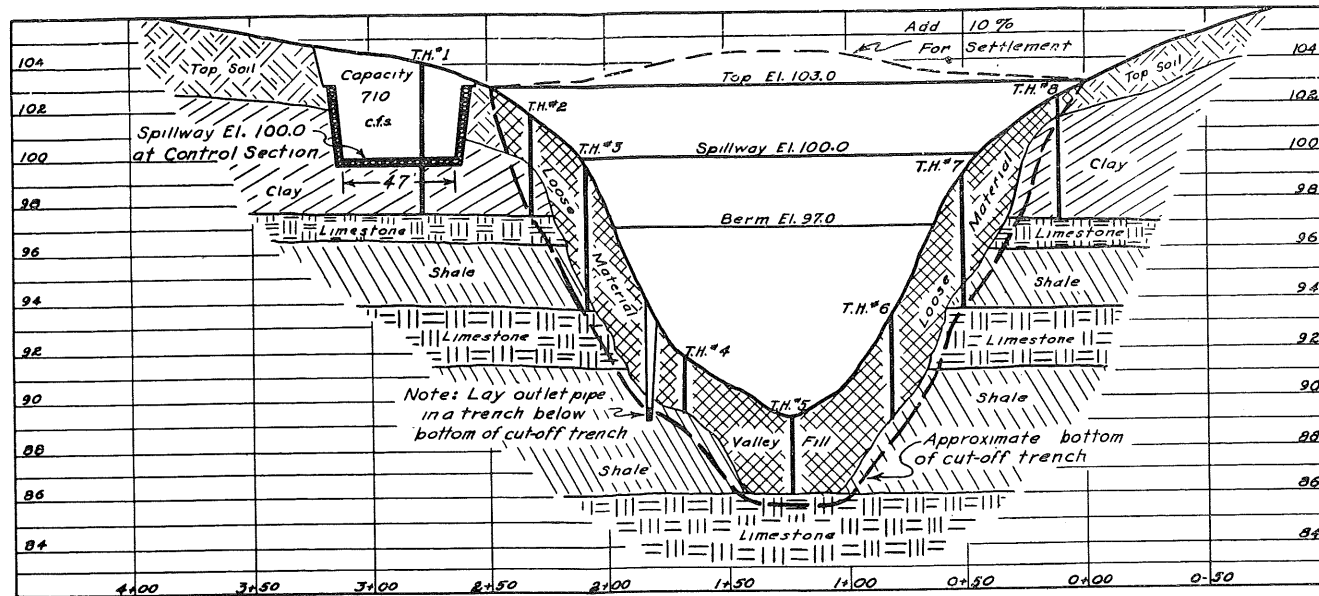 Add 10%
For Settlement
104
104
T.H.#1
Top Soil
Capacity
710
c.f.s.
Top El. 103.0
T.H.#8
Top Soil
102
102
T.H.#2
Spillway El. 100.0
at Control Section
T.H.#3
Spillway El. 100.0
T.H.#7
100
100
47'
Clay
Clay
Loose
Material
Material
Loose
98
98
Berm El. 97.0
Limestone
Limestone
96
96
Shale
Shale
94
94
T.H.#6
Limestone
Limestone
92
92
T.H.#4
Note: Lay outlet pipe
in a trench below
bottom of cut-off trench
90
90
T.H.#5
Shale
Valley Fill
Approximate bottom
of cut-off trench
88
88
Shale
86
86
Limestone
84
84
4+00
3+50
3+00
2+50
2+00
1+50
1+00
0+50
0+00
0-50